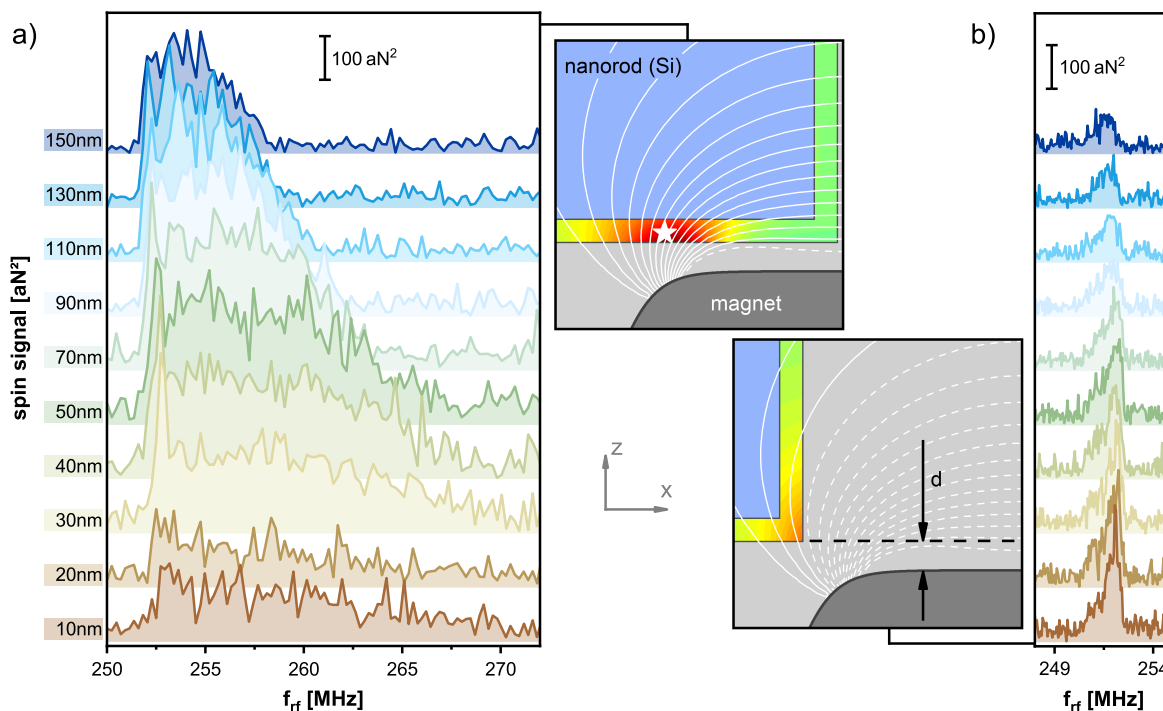 a)
100 aN²
nanorod (Si)
magnet
b)
100 aN²
spin signal [aN²]
150nm
130nm
110nm
90nm
70nm
50nm
40nm
30nm
20nm
10nm
z
x
d
250 255 260 265 270
f_rf [MHz]
249 254
f_rf [MHz]